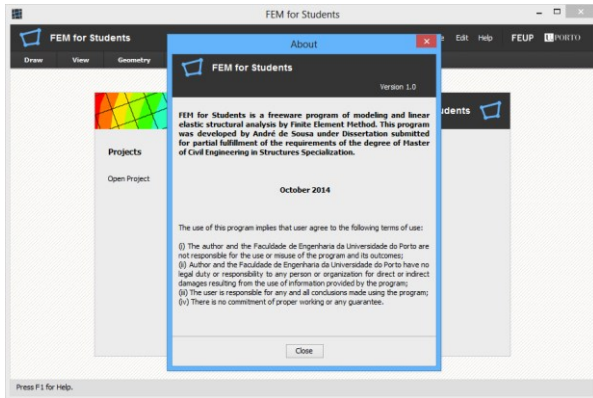 FEM for Students
FEM for Students
Edit Help FEUP U.PORTO
Draw View Geometry
Projects
Open Project
About
FEM for Students
Version 1.0
FEM for Students is a freeware program of modeling and linear
elastic structural analysis by Finite Element Method. This program
was developed by André de Sousa under Dissertation submitted
for partial fulfillment of the requirements of the degree of Master
of Civil Engineering in Structures Specialization.
October 2014
The use of this program implies that user agree to the following terms of use:
(i) The author and the Faculdade de Engenharia da Universidade do Porto are
not responsible for the use or misuse of the program and its outcomes;
(ii) Author and the Faculdade de Engenharia da Universidade do Porto have no
legal duty or responsibility to any person or organization for direct or indirect
damages resulting from the use of information provided by the program;
(iii) The user is responsible for any and all conclusions made using the program;
(iv) There is no commitment of proper working or any guarantee.
Close
Press F1 for Help.